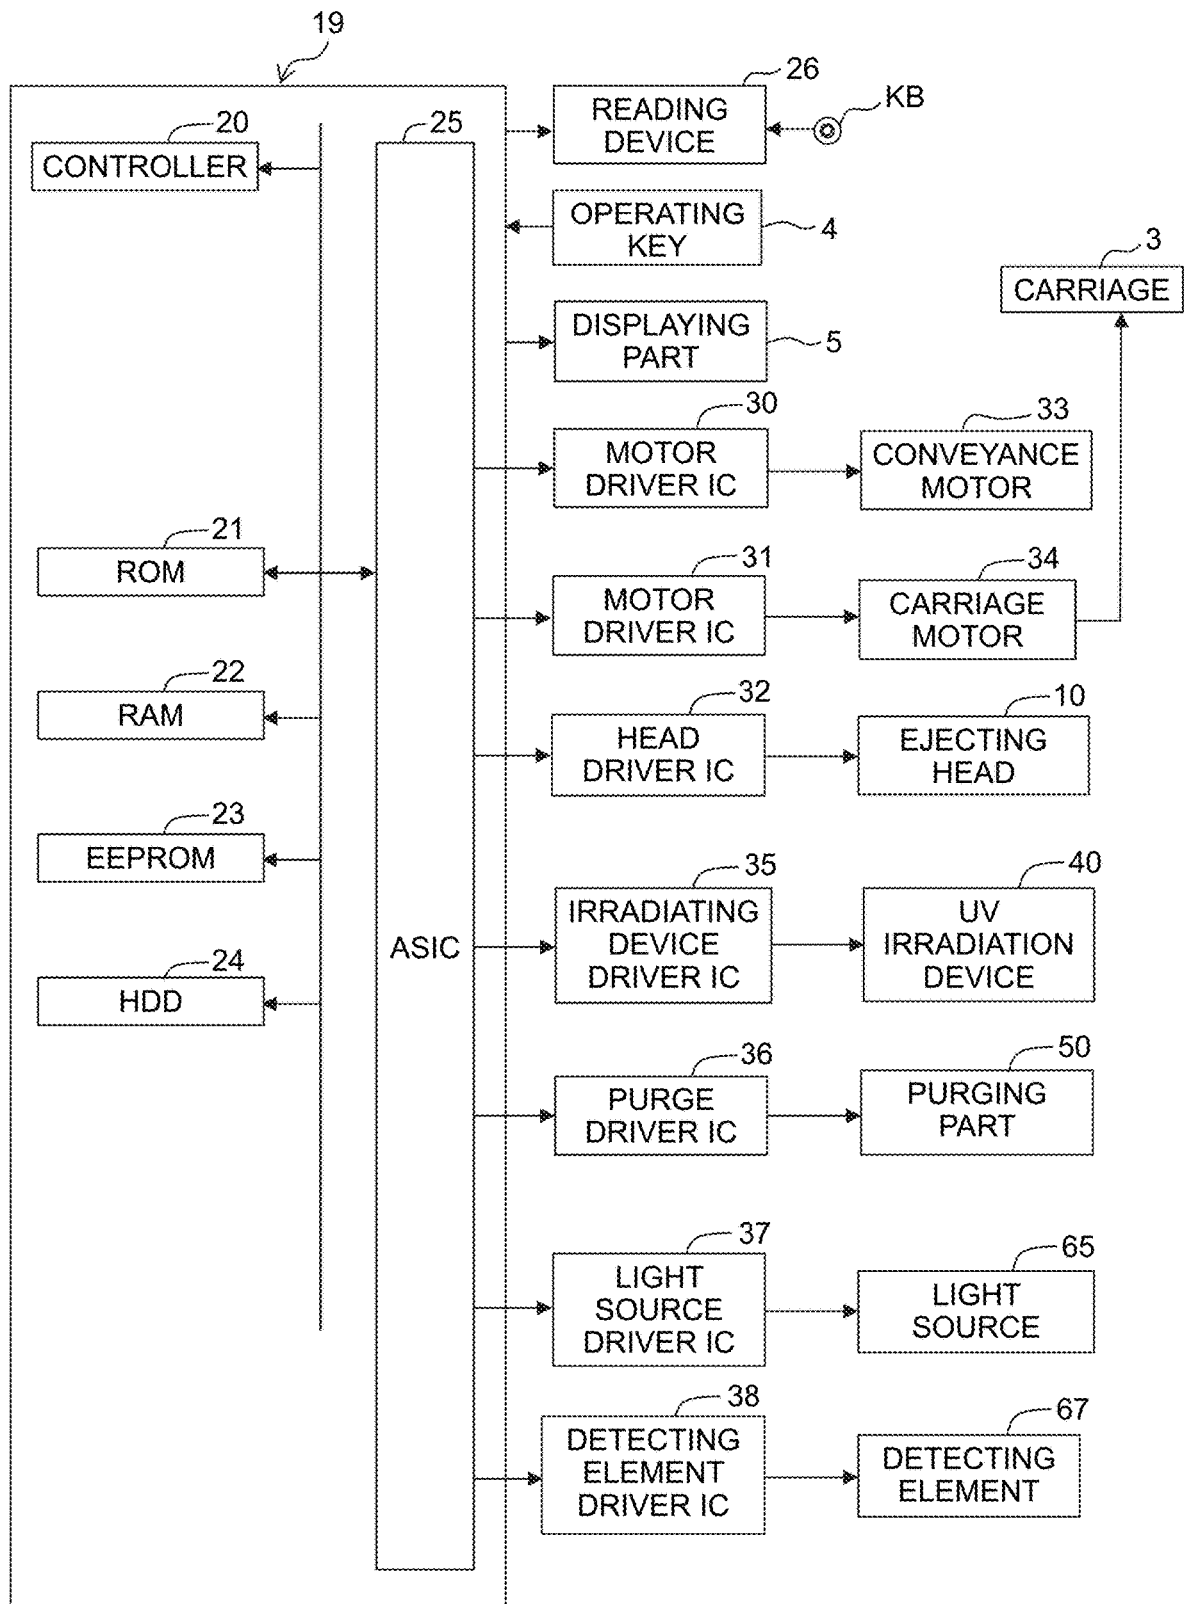 19
26
READING
DEVICE
KB
20
CONTROLLER
25
OPERATING
KEY
4
3
CARRIAGE
DISPLAYING
PART
5
30
MOTOR
DRIVER IC
33
CONVEYANCE
MOTOR
21
ROM
31
MOTOR
DRIVER IC
34
CARRIAGE
MOTOR
22
RAM
32
HEAD
DRIVER IC
10
EJECTING
HEAD
23
EEPROM
35
IRRADIATING
DEVICE
DRIVER IC
40
UV
IRRADIATION
DEVICE
ASIC
24
HDD
36
PURGE
DRIVER IC
50
PURGING
PART
37
LIGHT
SOURCE
DRIVER IC
65
LIGHT
SOURCE
38
DETECTING
ELEMENT
DRIVER IC
67
DETECTING
ELEMENT